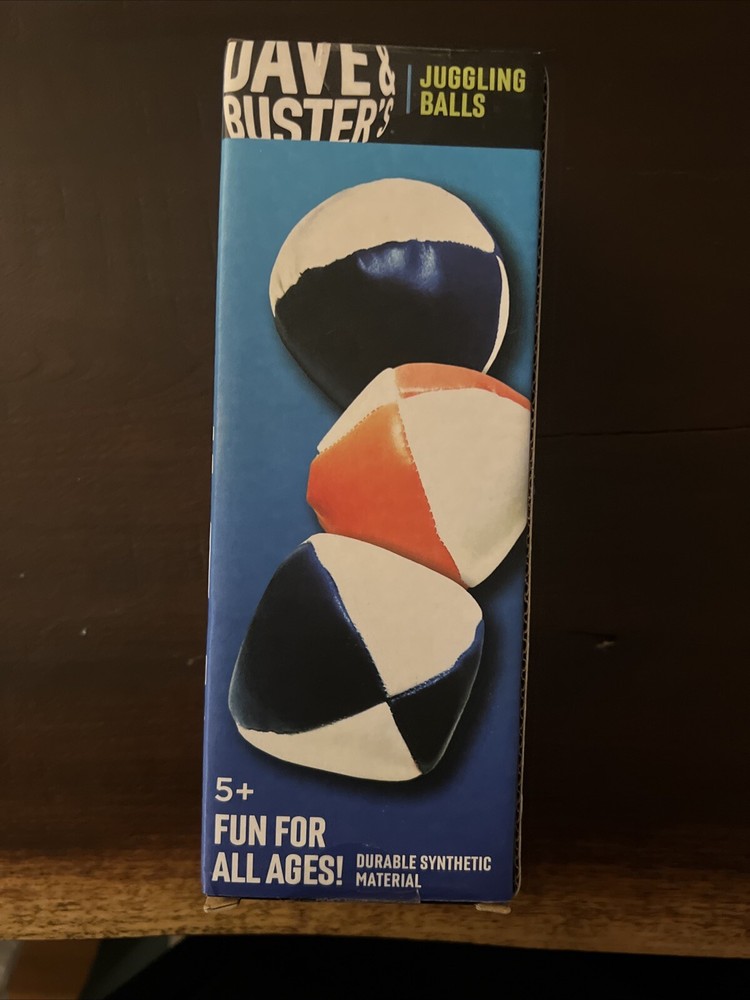 DAVE &
BUSTER'S
JUGGLING
BALLS
5+
FUN FOR
ALL AGES!
DURABLE SYNTHETIC
MATERIAL